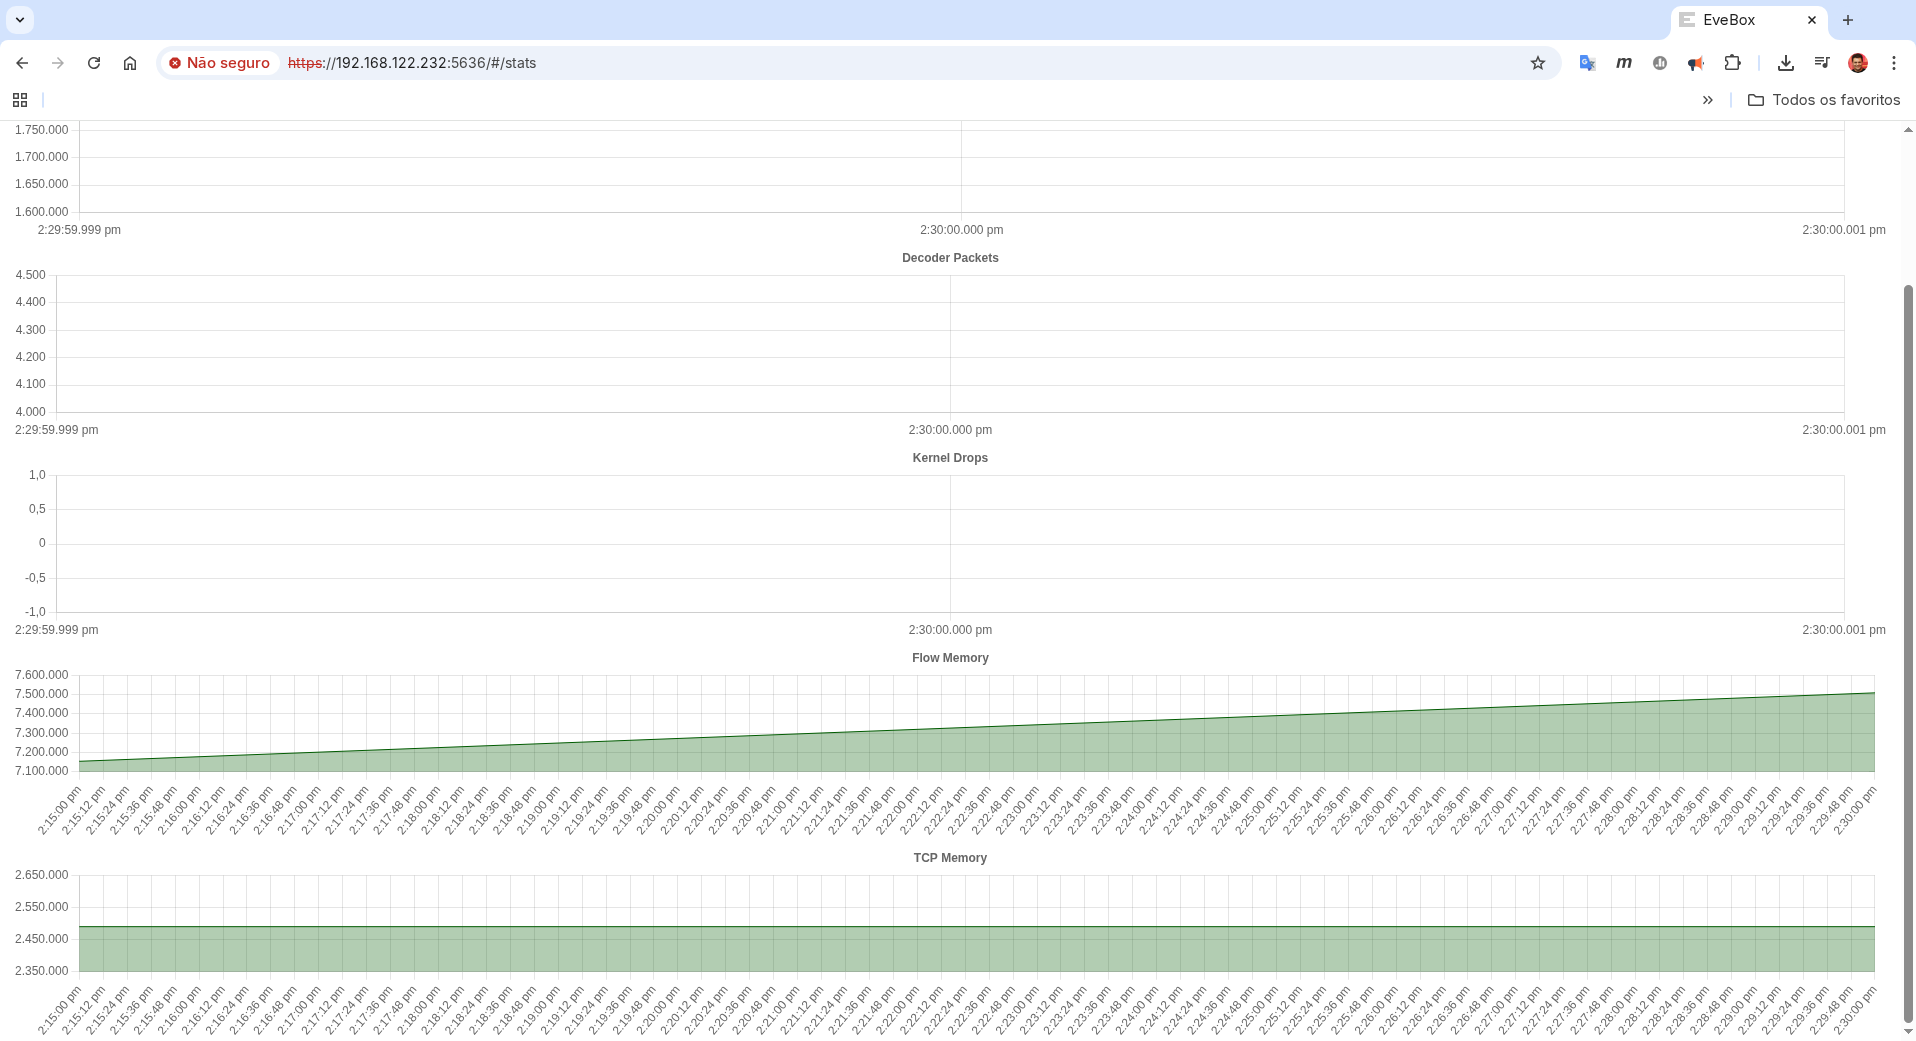 EveBox
Não seguro
https://192.168.122.232:5636/#/stats
Todos os favoritos
1.750.000
1.700.000
1.650.000
1.600.000
2:29:59.999 pm 2:30:00.000 pm 2:30:00.001 pm
Decoder Packets
4.500
4.400
4.300
4.200
4.100
4.000
2:29:59.999 pm 2:30:00.000 pm 2:30:00.001 pm
Kernel Drops
1,0
0,5
0
-0,5
-1,0
2:29:59.999 pm 2:30:00.000 pm 2:30:00.001 pm
Flow Memory
7.600.000
7.500.000
7.400.000
7.300.000
7.200.000
7.100.000
2:15:00 pm 2:15:12 pm 2:15:24 pm 2:15:36 pm 2:15:48 pm 2:16:00 pm 2:16:12 pm 2:16:24 pm 2:16:36 pm 2:16:48 pm 2:17:00 pm 2:17:12 pm 2:17:24 pm 2:17:36 pm 2:17:48 pm 2:18:00 pm 2:18:12 pm 2:18:24 pm 2:18:36 pm 2:18:48 pm 2:19:00 pm 2:19:12 pm 2:19:24 pm 2:19:36 pm 2:19:48 pm 2:20:00 pm 2:20:12 pm 2:20:24 pm 2:20:36 pm 2:20:48 pm 2:21:00 pm 2:21:12 pm 2:21:24 pm 2:21:36 pm 2:21:48 pm 2:22:00 pm 2:22:12 pm 2:22:24 pm 2:22:36 pm 2:22:48 pm 2:23:00 pm 2:23:12 pm 2:23:24 pm 2:23:36 pm 2:23:48 pm 2:24:00 pm 2:24:12 pm 2:24:24 pm 2:24:36 pm 2:24:48 pm 2:25:00 pm 2:25:12 pm 2:25:24 pm 2:25:36 pm 2:25:48 pm 2:26:00 pm 2:26:12 pm 2:26:24 pm 2:26:36 pm 2:26:48 pm 2:27:00 pm 2:27:12 pm 2:27:24 pm 2:27:36 pm 2:27:48 pm 2:28:00 pm 2:28:12 pm 2:28:24 pm 2:28:36 pm 2:28:48 pm 2:29:00 pm 2:29:12 pm 2:29:24 pm 2:29:36 pm 2:29:48 pm 2:30:00 pm
TCP Memory
2.650.000
2.550.000
2.450.000
2.350.000
2:15:00 pm 2:15:12 pm 2:15:24 pm 2:15:36 pm 2:15:48 pm 2:16:00 pm 2:16:12 pm 2:16:24 pm 2:16:36 pm 2:16:48 pm 2:17:00 pm 2:17:12 pm 2:17:24 pm 2:17:36 pm 2:17:48 pm 2:18:00 pm 2:18:12 pm 2:18:24 pm 2:18:36 pm 2:18:48 pm 2:19:00 pm 2:19:12 pm 2:19:24 pm 2:19:36 pm 2:19:48 pm 2:20:00 pm 2:20:12 pm 2:20:24 pm 2:20:36 pm 2:20:48 pm 2:21:00 pm 2:21:12 pm 2:21:24 pm 2:21:36 pm 2:21:48 pm 2:22:00 pm 2:22:12 pm 2:22:24 pm 2:22:36 pm 2:22:48 pm 2:23:00 pm 2:23:12 pm 2:23:24 pm 2:23:36 pm 2:23:48 pm 2:24:00 pm 2:24:12 pm 2:24:24 pm 2:24:36 pm 2:24:48 pm 2:25:00 pm 2:25:12 pm 2:25:24 pm 2:25:36 pm 2:25:48 pm 2:26:00 pm 2:26:12 pm 2:26:24 pm 2:26:36 pm 2:26:48 pm 2:27:00 pm 2:27:12 pm 2:27:24 pm 2:27:36 pm 2:27:48 pm 2:28:00 pm 2:28:12 pm 2:28:24 pm 2:28:36 pm 2:28:48 pm 2:29:00 pm 2:29:12 pm 2:29:24 pm 2:29:36 pm 2:29:48 pm 2:30:00 pm